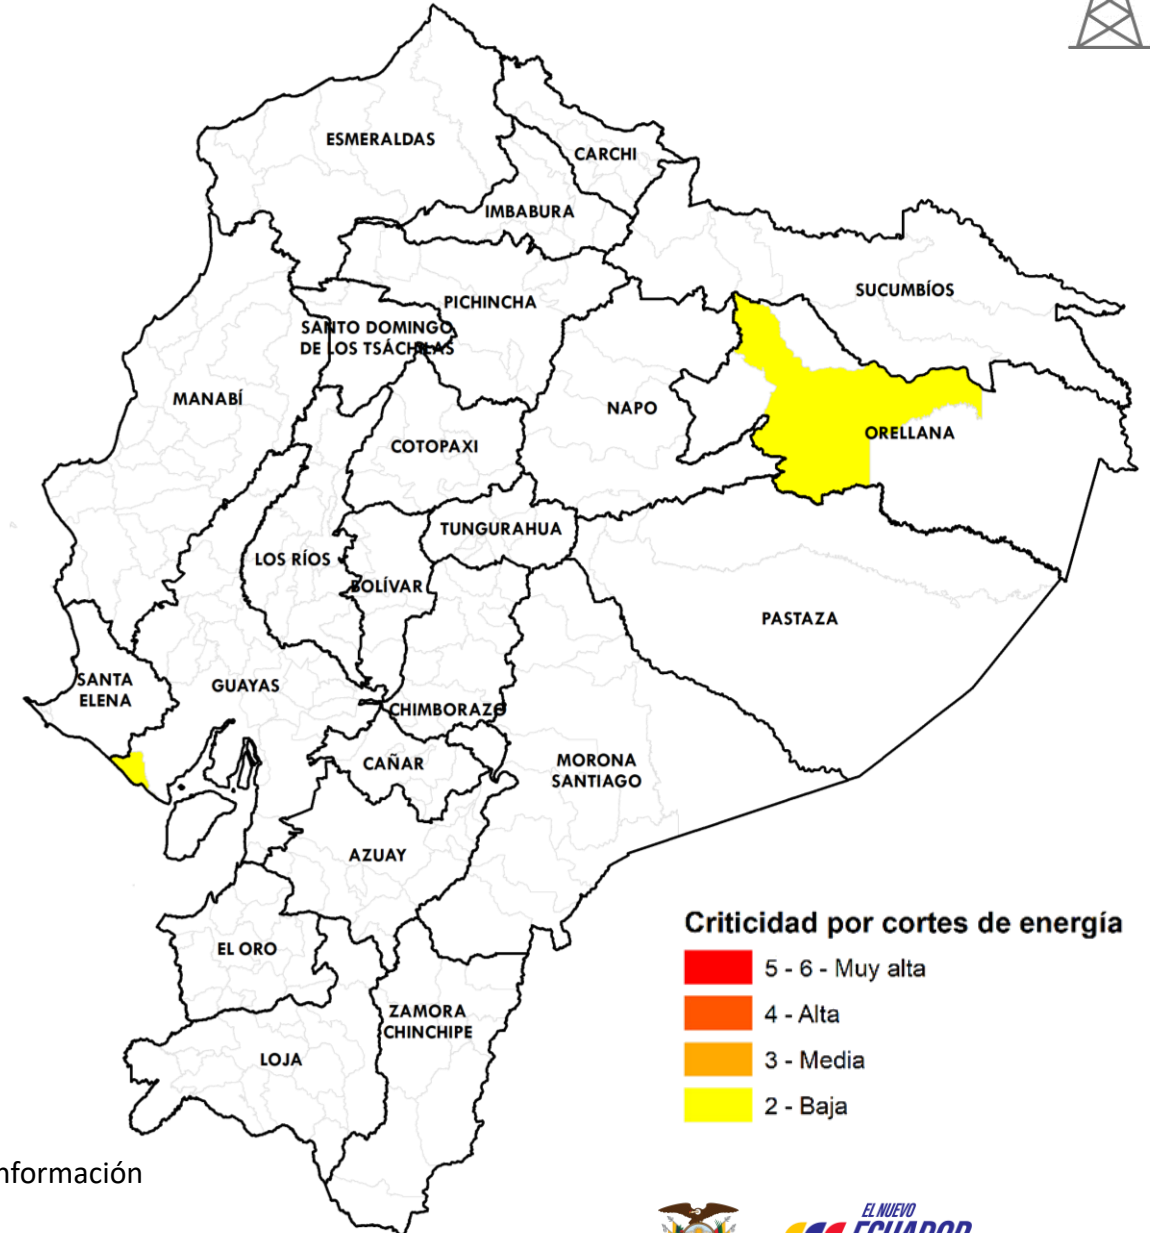 ESMERALDAS
CARCHI
IMBABURA
SUCUMBÍOS
PICHINCHA
SANTO DOMINGO
DE LOS TSÁCHILAS
MANABÍ
NAPO
ORELLANA
COTOPAXI
TUNGURAHUA
LOS RÍOS
BOLÍVAR
PASTAZA
SANTA
ELENA
GUAYAS
CHIMBORAZO
CAÑAR
MORONA
SANTIAGO
AZUAY
EL ORO
ZAMORA
CHINCHIPE
LOJA
Criticidad por cortes de energía
5 - 6 - Muy alta
4 - Alta
3 - Media
2 - Baja
nformación
EL NUEVO
ECUADOR